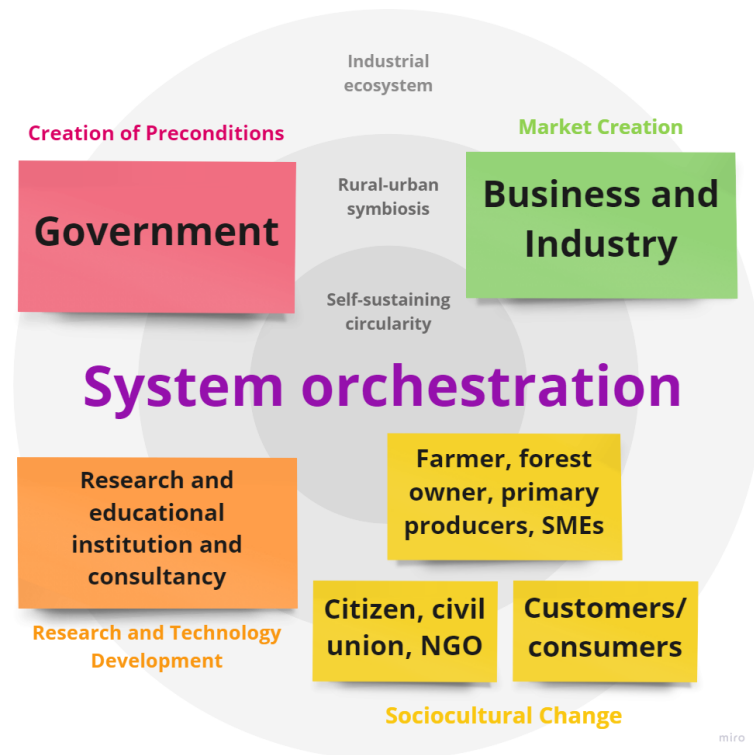 Industrial
ecosystem
Creation of Preconditions
Market Creation
Government
Rural-urban
symbiosis
Business and
Industry
Self-sustaining
circularity
System orchestration
Research and
educational
institution and
consultancy
Research and Technology
Development
Farmer, forest
owner, primary
producers, SMEs
Citizen, civil
union, NGO
Customers/
consumers
Sociocultural Change
miro